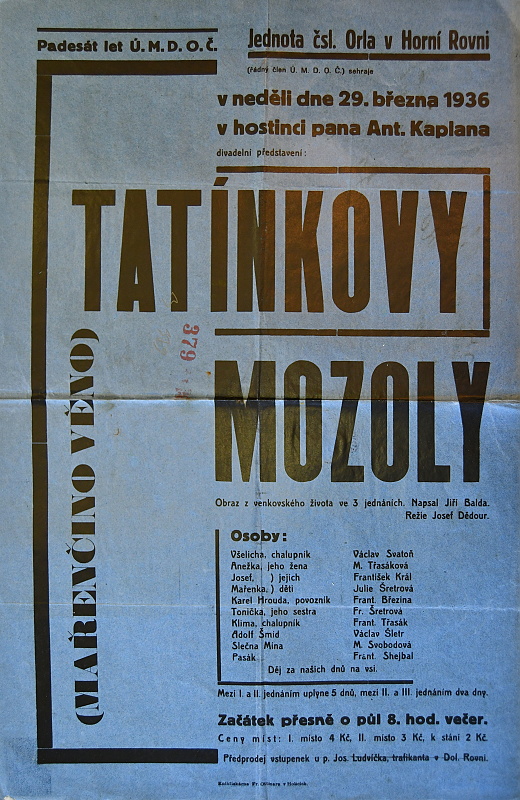 Padesát let Ú. M. D. O. Č.
Jednota čsl. Orla v Horní Rovni
(řádný člen Ú. M. D. O. Č.) sehraje
v neděli dne 29. března 1936
v hostinci pana Ant. Kaplana
divadelní představení:
TATÍNKOVY
MOZOLY
(MAŘENČINO VĚNO)
379
Obraz z venkovského života ve 3 jednáních. Napsal Jiří Balda.
Režie Josef Dědour.
Osoby:
Všelicha, chalupník Václav Svatoň
Anežka, jeho žena M. Třasáková
Josef, ) jejich František Král
Mařenka, ) děti Julie Šretrová
Karel Hrouda, povozník Frant. Březina
Tonička, jeho sestra Fr. Šretrová
Klima, chalupník Frant. Třasák
Adolf Šmíd Václav Šletr
Slečna Mína M. Svobodová
Pasák Frant. Shejbal
Děj za našich dnů na vsi.
Mezi I. a II. jednáním uplyne 5 dnů, mezi II. a III. jednáním dva dny.
Začátek přesně o půl 8. hod. večer.
Ceny míst: I. místo 4 Kč, II. místo 3 Kč, k stání 2 Kč.
Předprodej vstupenek u p. Jos. Ludvíčka, trafikanta v Dol. Rovni.
Knihtiskárna Fr. v Holicích.